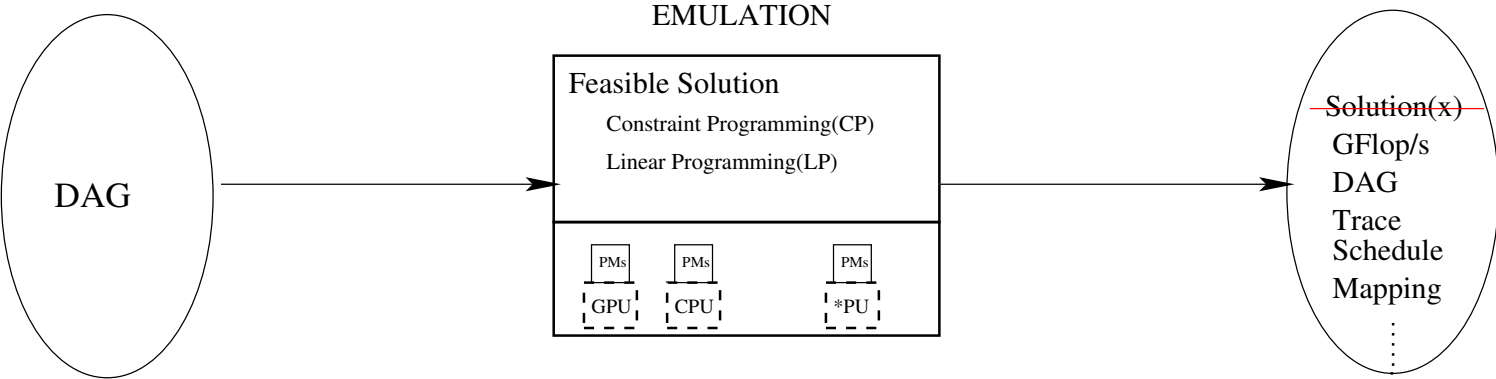 EMULATION
DAG
Feasible Solution
Constraint Programming(CP)
Linear Programming(LP)
PMs
PMs
PMs
GPU
CPU
*PU
Solution(x)
GFlop/s
DAG
Trace
Schedule
Mapping